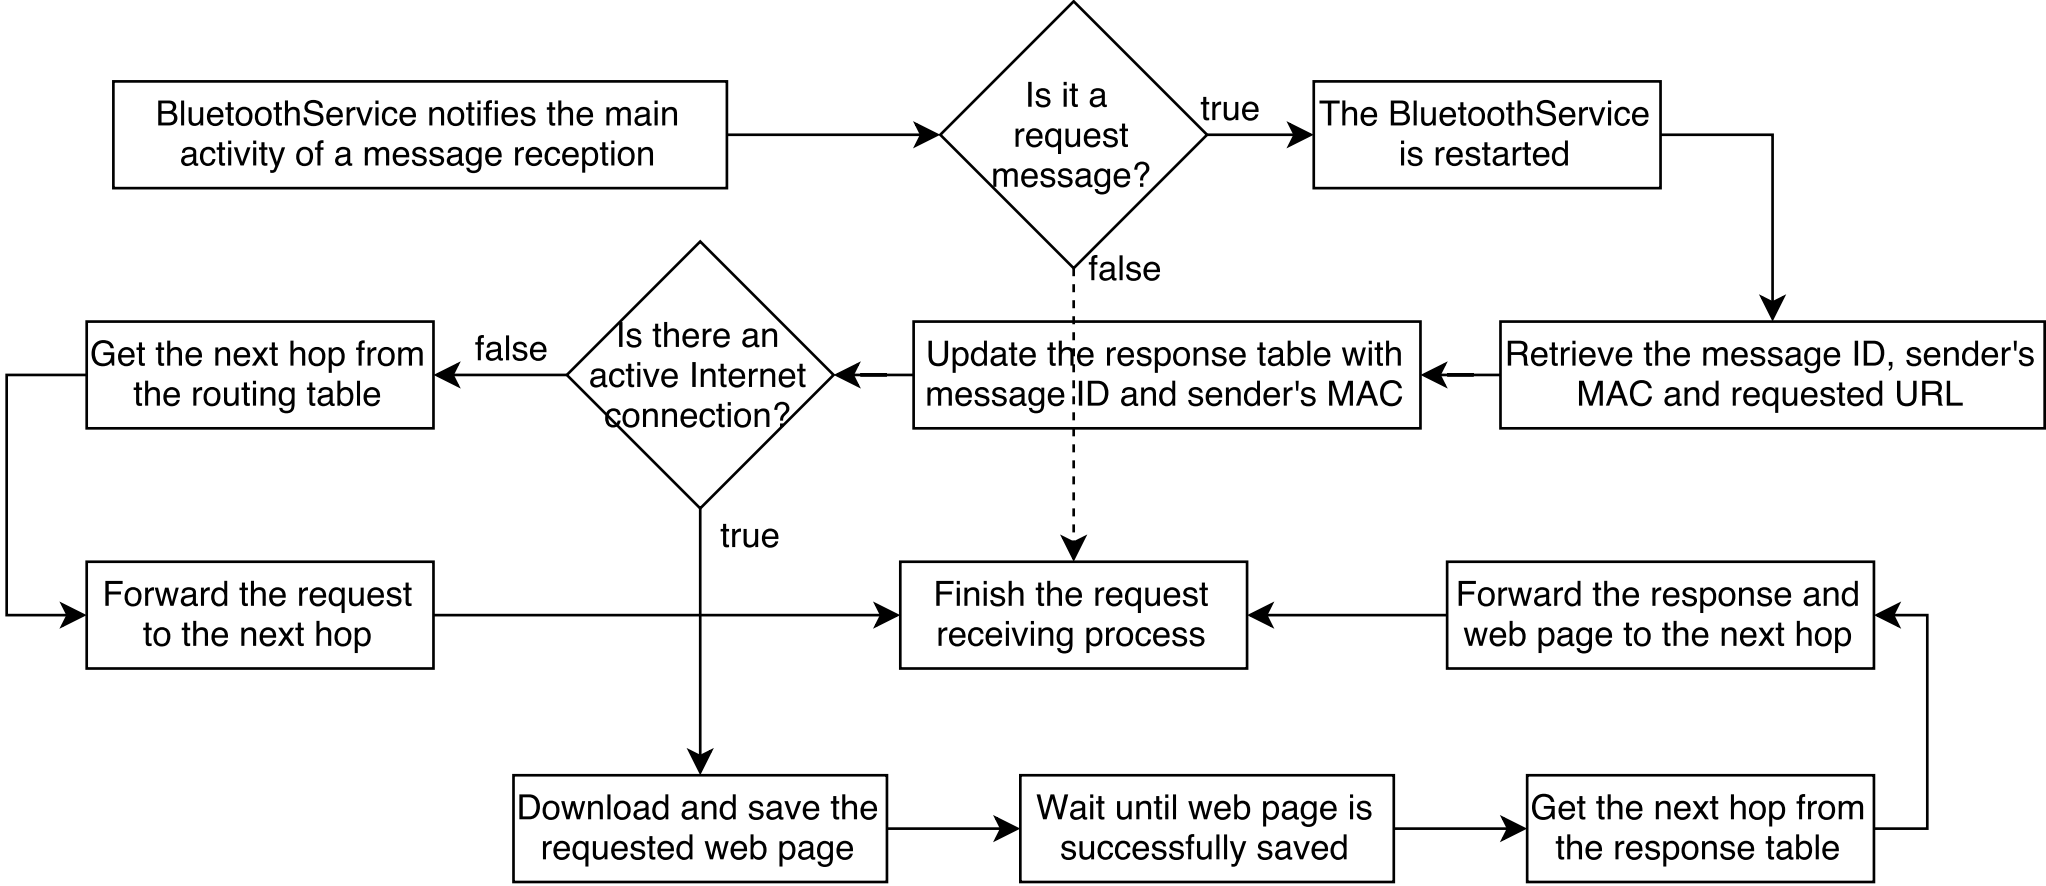 BluetoothService notifies the main
activity of a message reception
Is it a
request
message?
true
The BluetoothService
is restarted
false
Get the next hop from
the routing table
false
Is there an
active Internet
connection?
Update the response table with
message ID and sender's MAC
Retrieve the message ID, sender's
MAC and requested URL
true
Forward the request
to the next hop
Finish the request
receiving process
Forward the response and
web page to the next hop
Download and save the
requested web page
Wait until web page is
successfully saved
Get the next hop from
the response table